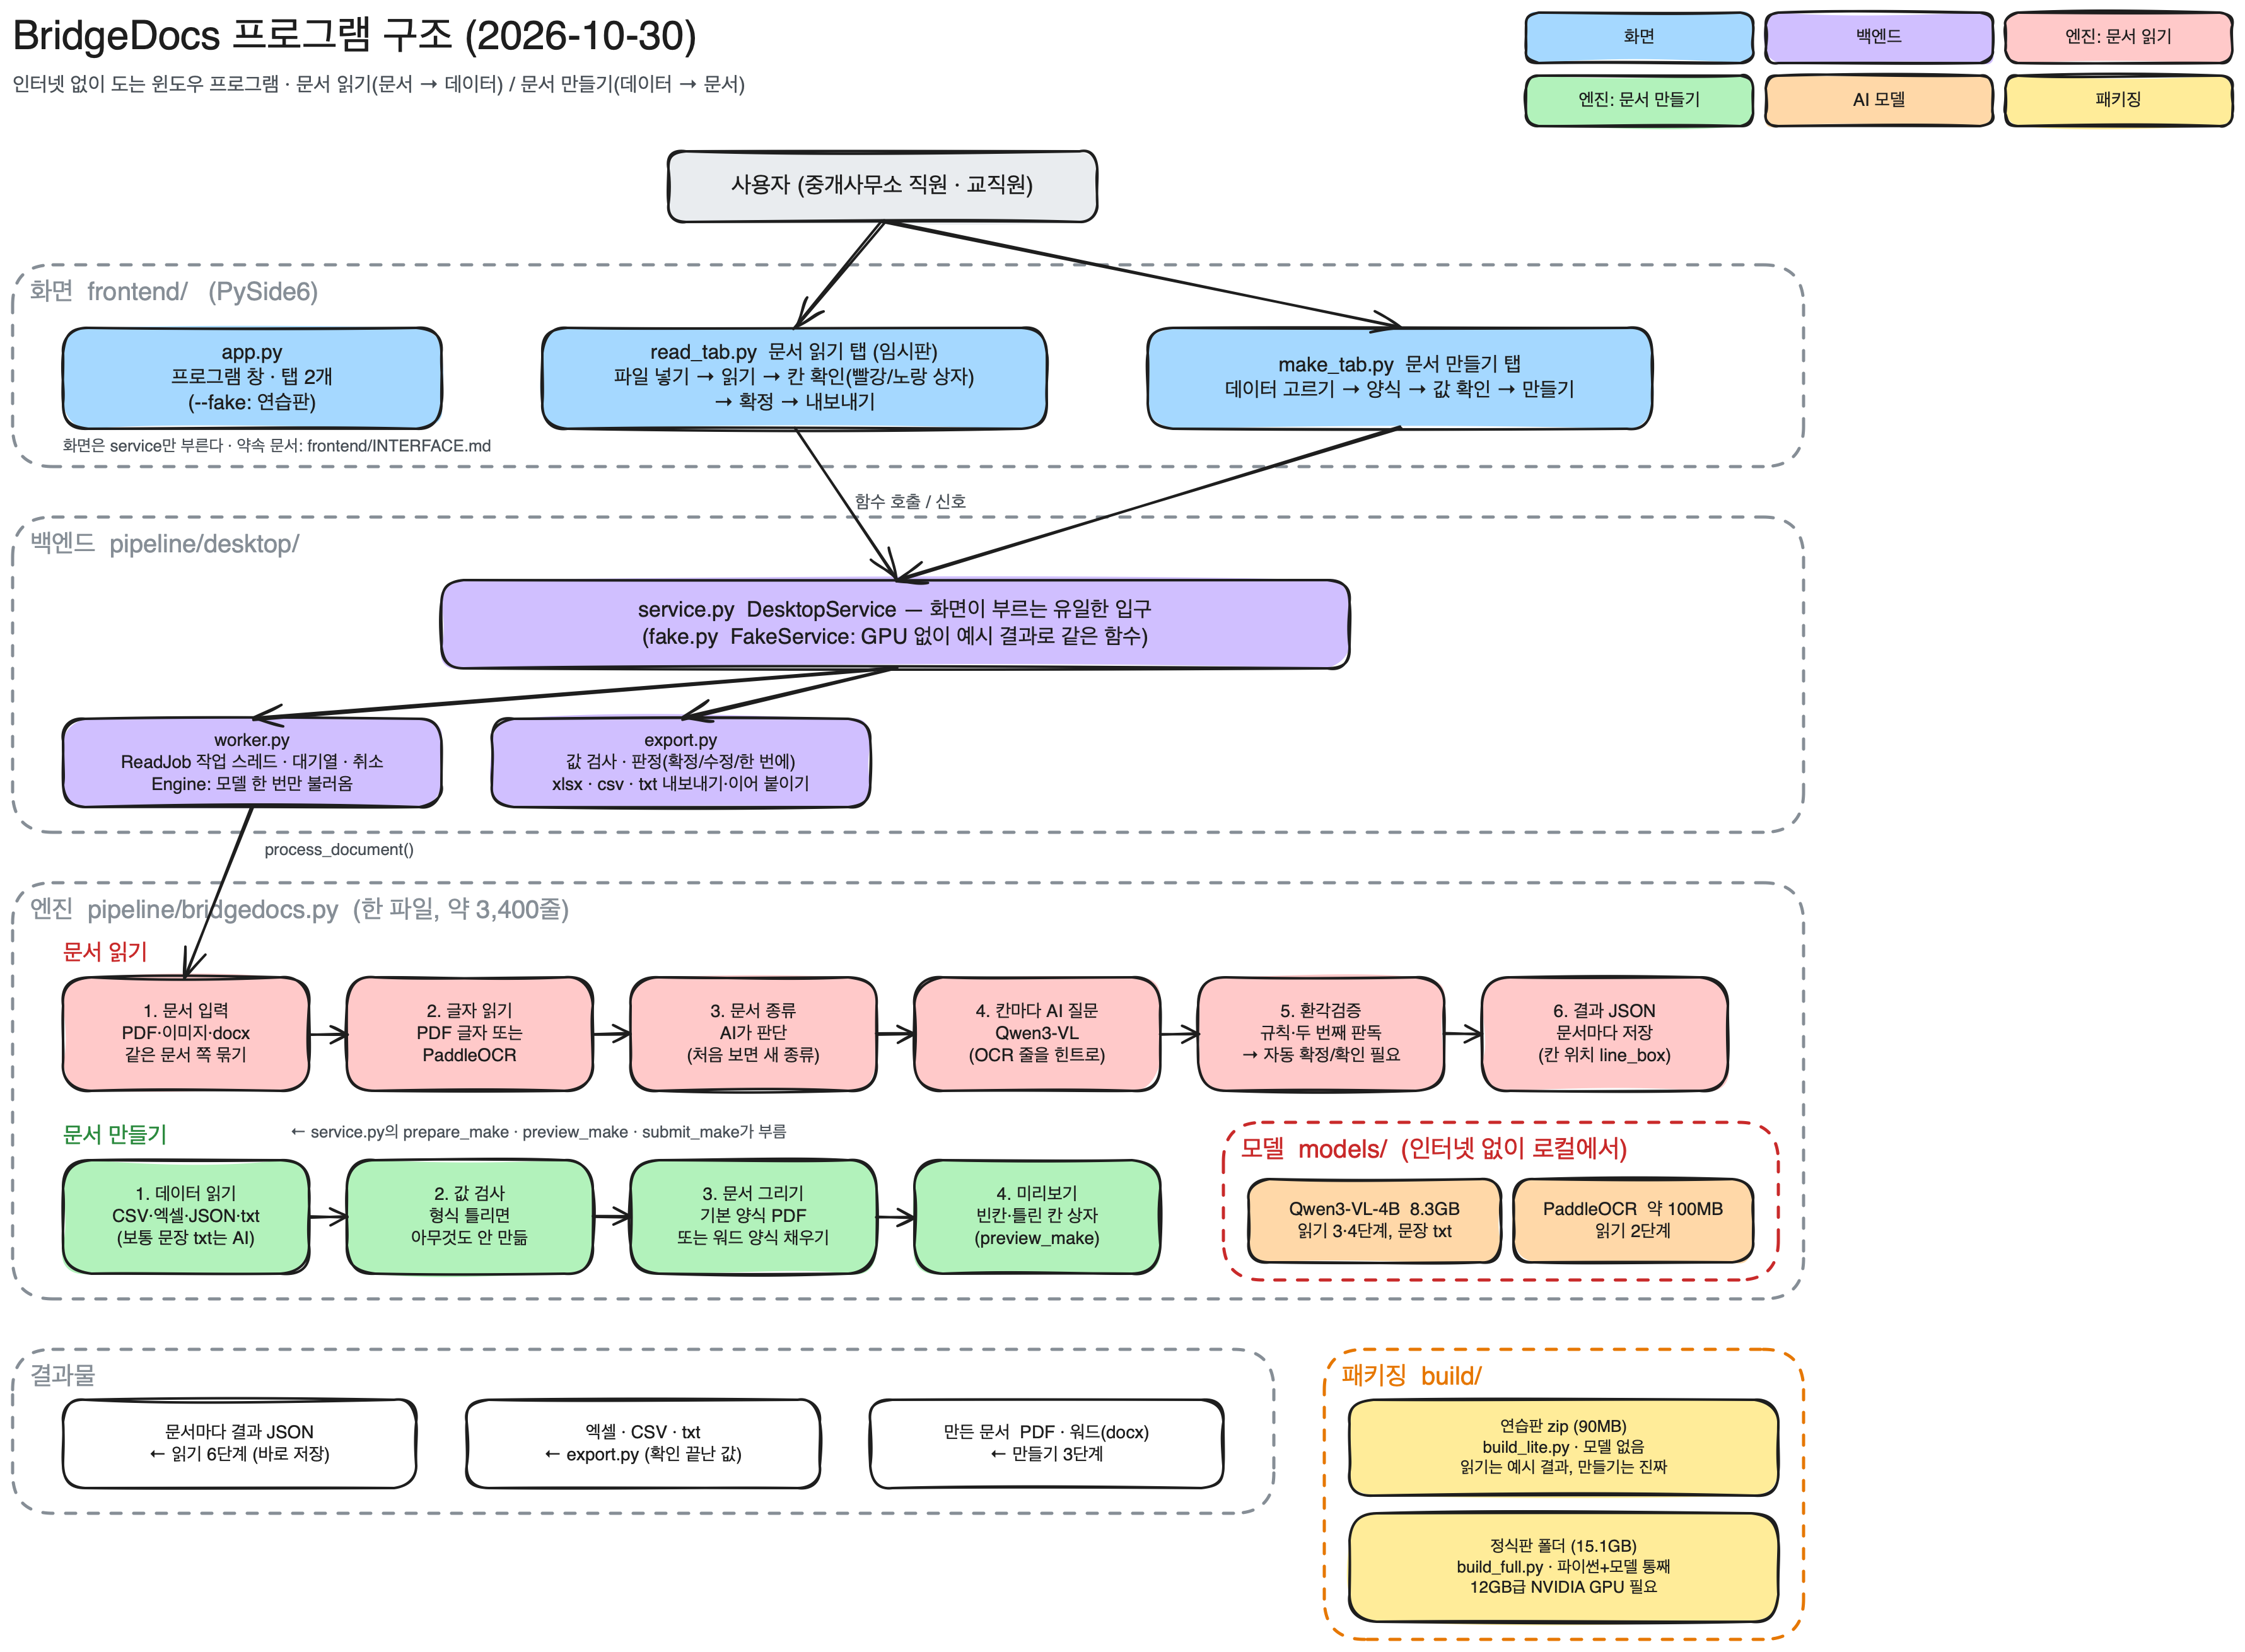 BridgeDocs 프로그램 구조 (2026-10-30)
인터넷 없이 도는 윈도우 프로그램 · 문서 읽기(문서 → 데이터) / 문서 만들기(데이터 → 문서)
화면
백엔드
엔진: 문서 읽기
엔진: 문서 만들기
AI 모델
패키징
사용자 (중개사무소 직원 · 교직원)
화면 frontend/ (PySide6)
app.py
프로그램 창 · 탭 2개
(--fake: 연습판)
read_tab.py 문서 읽기 탭 (임시판)
파일 넣기 → 읽기 → 칸 확인(빨강/노랑 상자)
→ 확정 → 내보내기
make_tab.py 문서 만들기 탭
데이터 고르기 → 양식 → 값 확인 → 만들기
화면은 service만 부른다 · 약속 문서: frontend/INTERFACE.md
함수 호출 / 신호
백엔드 pipeline/desktop/
service.py DesktopService — 화면이 부르는 유일한 입구
(fake.py FakeService: GPU 없이 예시 결과로 같은 함수)
worker.py
ReadJob 작업 스레드 · 대기열 · 취소
Engine: 모델 한 번만 불러옴
export.py
값 검사 · 판정(확정/수정/한 번에)
xlsx · csv · txt 내보내기·이어 붙이기
process_document()
엔진 pipeline/bridgedocs.py (한 파일, 약 3,400줄)
문서 읽기
1. 문서 입력
PDF·이미지·docx
같은 문서 쪽 묶기
2. 글자 읽기
PDF 글자 또는
PaddleOCR
3. 문서 종류
AI가 판단
(처음 보면 새 종류)
4. 칸마다 AI 질문
Qwen3-VL
(OCR 줄을 힌트로)
5. 환각검증
규칙·두 번째 판독
→ 자동 확정/확인 필요
6. 결과 JSON
문서마다 저장
(칸 위치 line_box)
문서 만들기
← service.py의 prepare_make · preview_make · submit_make가 부름
1. 데이터 읽기
CSV·엑셀·JSON·txt
(보통 문장 txt는 AI)
2. 값 검사
형식 틀리면
아무것도 안 만듦
3. 문서 그리기
기본 양식 PDF
또는 워드 양식 채우기
4. 미리보기
빈칸·틀린 칸 상자
(preview_make)
모델 models/ (인터넷 없이 로컬에서)
Qwen3-VL-4B 8.3GB
읽기 3·4단계, 문장 txt
PaddleOCR 약 100MB
읽기 2단계
결과물
문서마다 결과 JSON
← 읽기 6단계 (바로 저장)
엑셀 · CSV · txt
← export.py (확인 끝난 값)
만든 문서 PDF · 워드(docx)
← 만들기 3단계
패키징 build/
연습판 zip (90MB)
build_lite.py · 모델 없음
읽기는 예시 결과, 만들기는 진짜
정식판 폴더 (15.1GB)
build_full.py · 파이썬+모델 통째
12GB급 NVIDIA GPU 필요